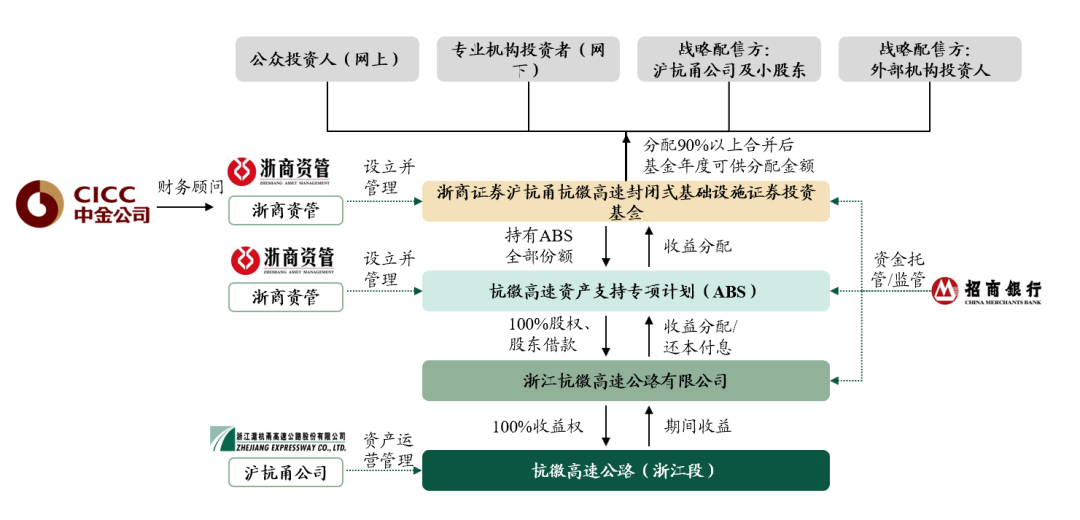 公众投资人（网上）
专业机构投资者（网
下）
战略配售方：
沪杭甬公司及小股东
战略配售方：
外部机构投资人
分配90%以上合并后
基金年度可供分配金额
CICC
中金公司
财务顾问
浙商资管
ZHESHANG ASSET MANAGEMENT
浙商资管
设立并
管理
浙商证券沪杭甬杭徽高速封闭式基础设施证券投资
基金
持有ABS
全部份额
收益分配
浙商资管
ZHESHANG ASSET MANAGEMENT
浙商资管
设立并
管理
杭徽高速资产支持专项计划（ABS）
资金托
管/监管
招商银行
CHINA MERCHANTS BANK
100%股权、
股东借款
收益分配/
还本付息
浙江杭徽高速公路有限公司
100%收益权
期间收益
浙江滬杭甬高速公路股份有限公司
ZHEJIANG EXPRESSWAY CO., LTD.
沪杭甬公司
资产运
营管理
杭徽高速公路（浙江段）